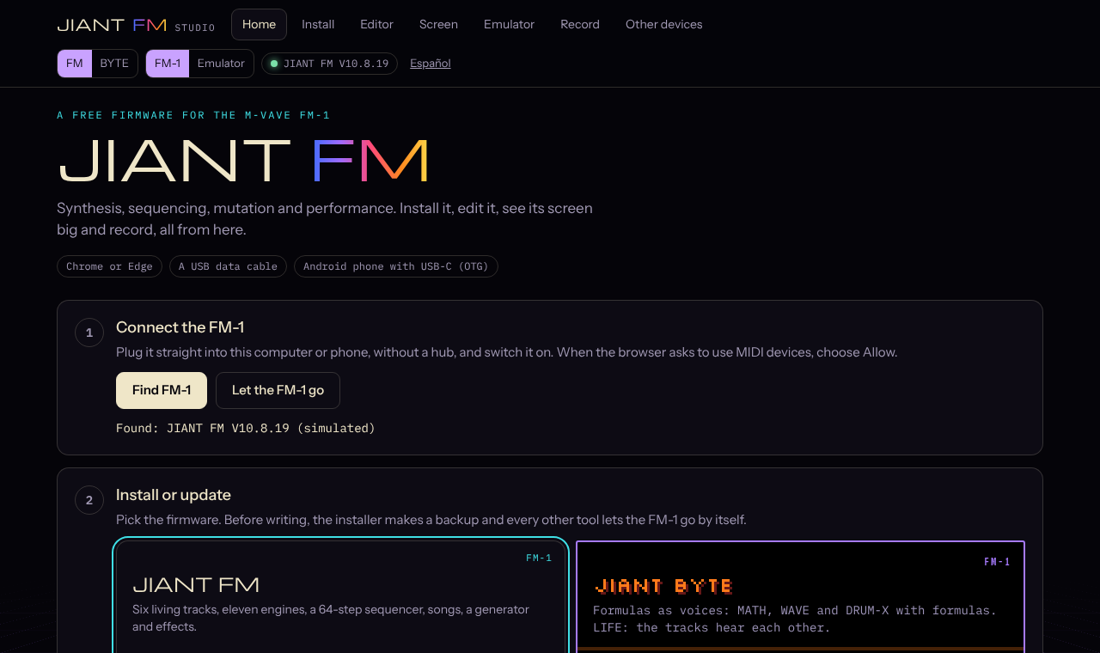 JIANT FM STUDIO Home Install Editor Screen Emulator Record Other devices
FM BYTE FM-1 Emulator JIANT FM V10.8.19 Español
A FREE FIRMWARE FOR THE M-VAVE FM-1
JIANT FM
Synthesis, sequencing, mutation and performance. Install it, edit it, see its screen
big and record, all from here.
Chrome or Edge A USB data cable Android phone with USB-C (OTG)
1 Connect the FM-1
Plug it straight into this computer or phone, without a hub, and switch it on. When the browser asks to use MIDI devices, choose Allow.
Find FM-1 Let the FM-1 go
Found: JIANT FM V10.8.19 (simulated)
2 Install or update
Pick the firmware. Before writing, the installer makes a backup and every other tool lets the FM-1 go by itself.
FM-1
JIANT FM
Six living tracks, eleven engines, a 64-step sequencer, songs, a generator
and effects.
FM-1
JIANT BYTE
Formulas as voices: MATH, WAVE and DRUM-X with formulas.
LIFE: the tracks hear each other.